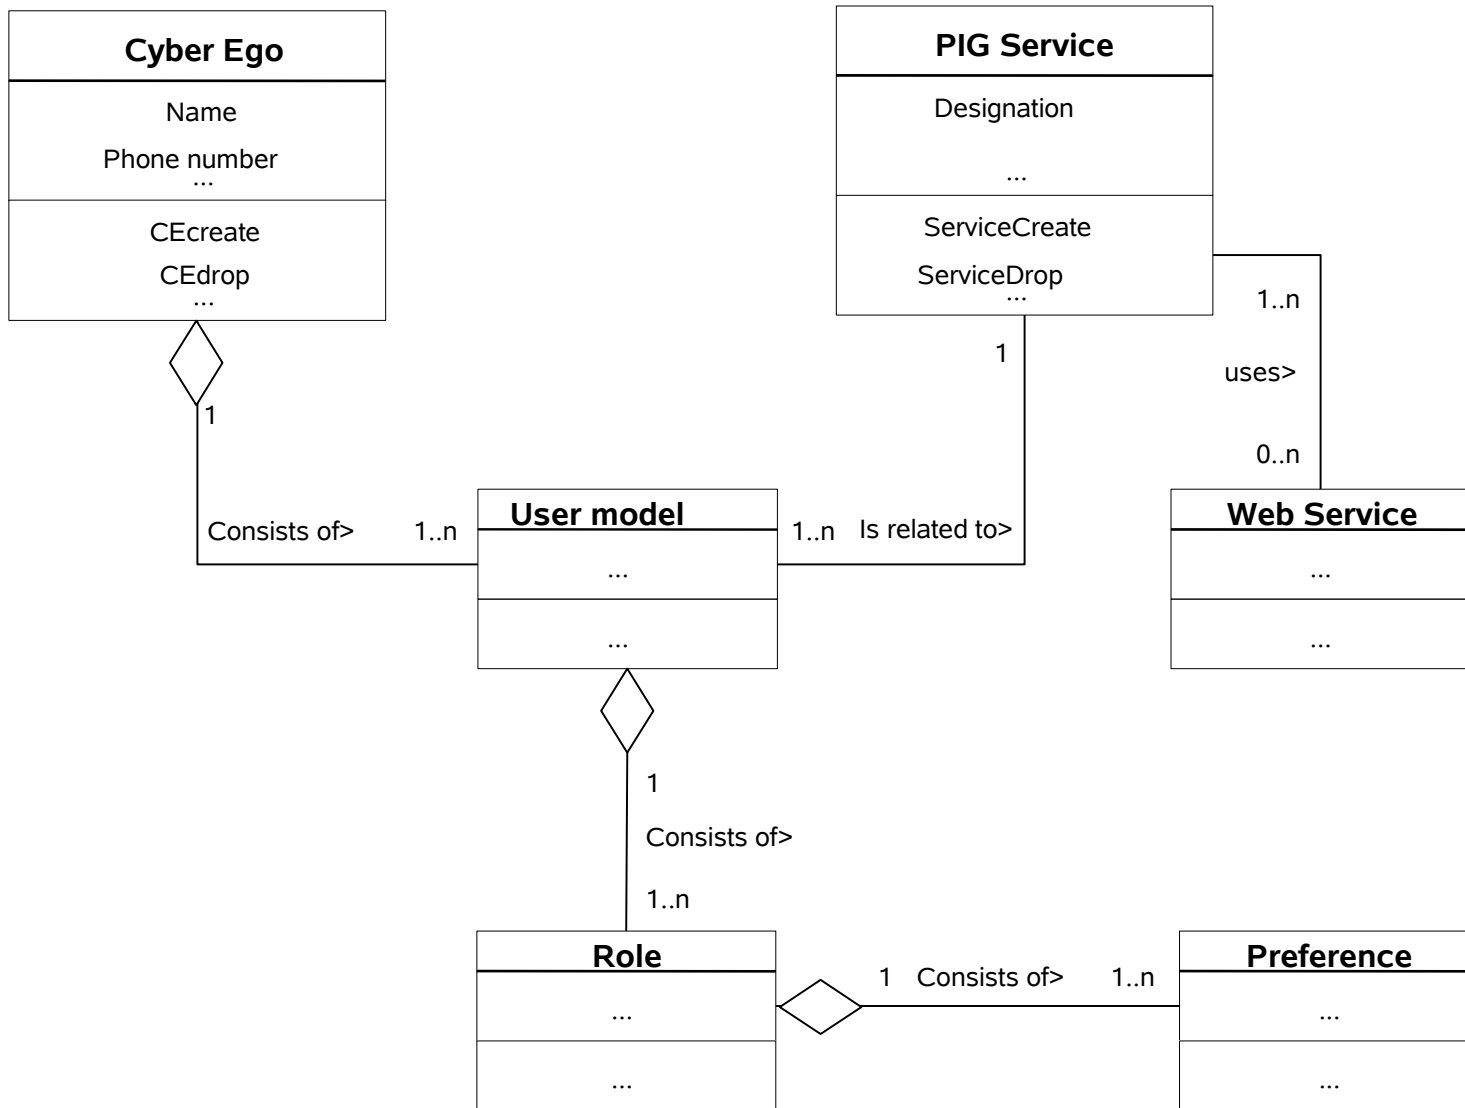 Cyber Ego
Name
Phone number
...
CEcreate
CEdrop
...
PIG Service
Designation
...
ServiceCreate
ServiceDrop
...
1
1
1..n
uses>
0..n
Consists of>
1..n
User model
...
...
1..n
Is related to>
Web Service
...
...
1
Consists of>
1..n
Role
...
...
1
Consists of>
1..n
Preference
...
...